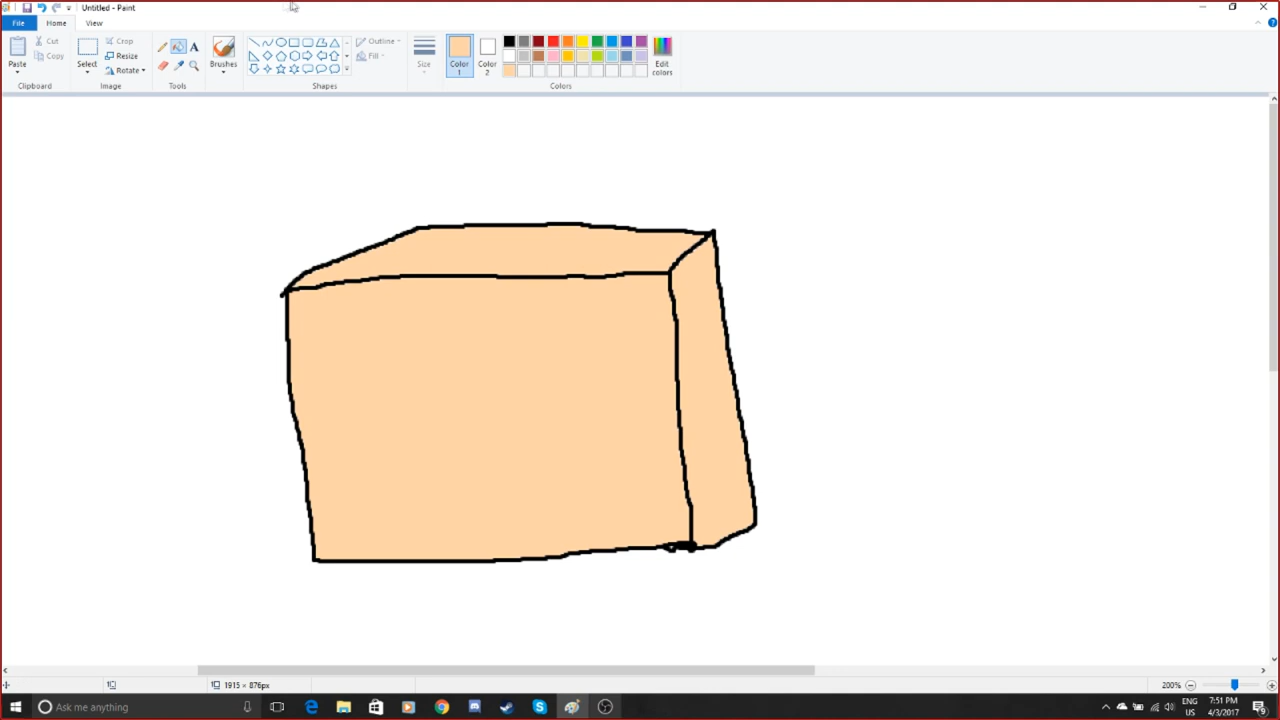 Untitled - Paint
File Home View
Paste
Cut
Copy
Clipboard
Select
Crop
Resize
Rotate
Image
A
Tools
Brushes
Outline
Fill
Shapes
Size
Color
1
Color
2
Edit
colors
Colors
1915 × 876px
200%
Ask me anything
ENG
US
7:51 PM
4/3/2017
9